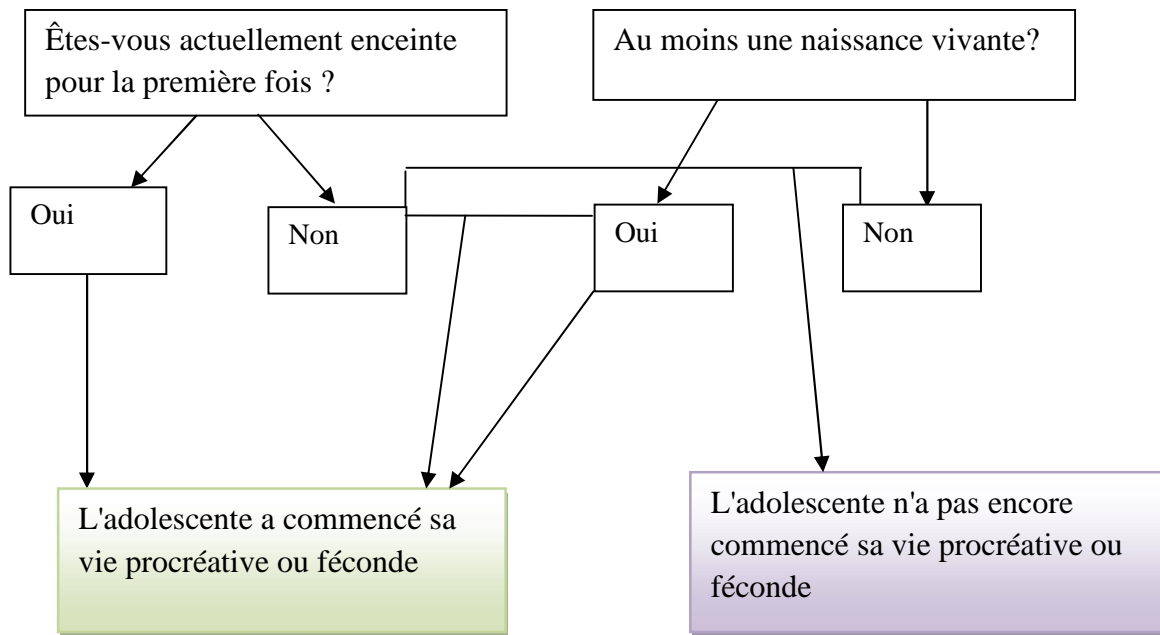 Êtes-vous actuellement enceinte
pour la première fois ?
Au moins une naissance vivante?
Oui
Non
Oui
Non
L'adolescente a commencé sa
vie procréative ou féconde
L'adolescente n'a pas encore
commencé sa vie procréative ou
féconde